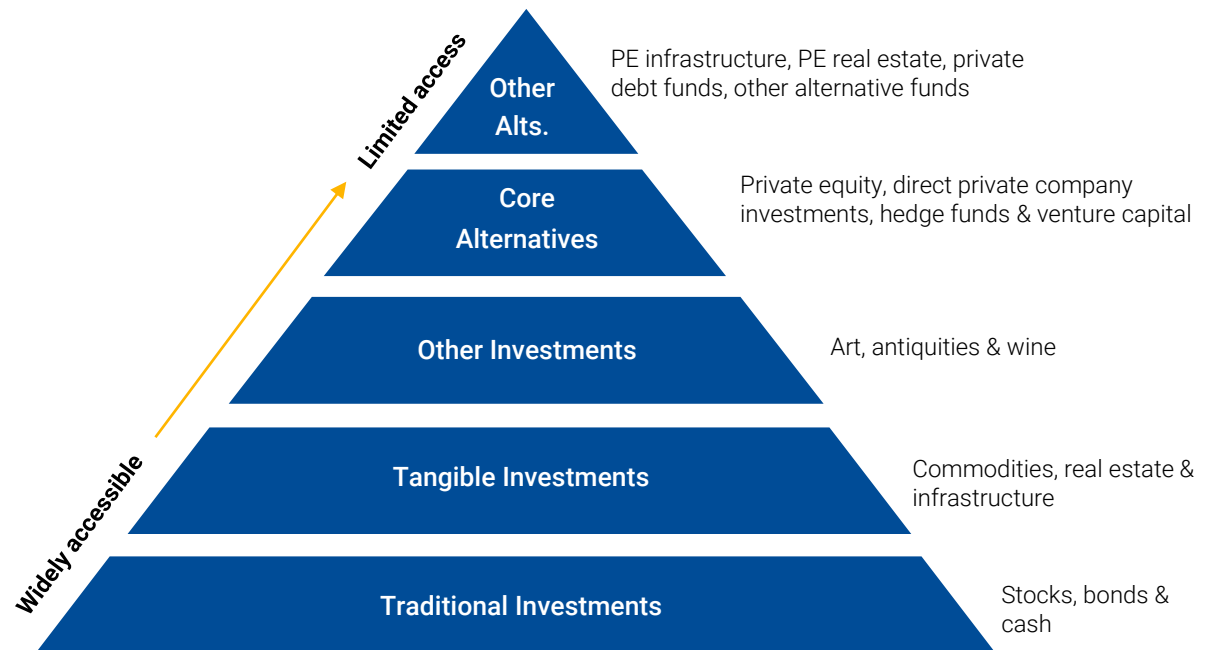 Limited access
Widely accessible
Other
Alts.
PE infrastructure, PE real estate, private
debt funds, other alternative funds
Core
Alternatives
Private equity, direct private company
investments, hedge funds & venture capital
Other Investments
Art, antiquities & wine
Tangible Investments
Commodities, real estate &
infrastructure
Traditional Investments
Stocks, bonds &
cash